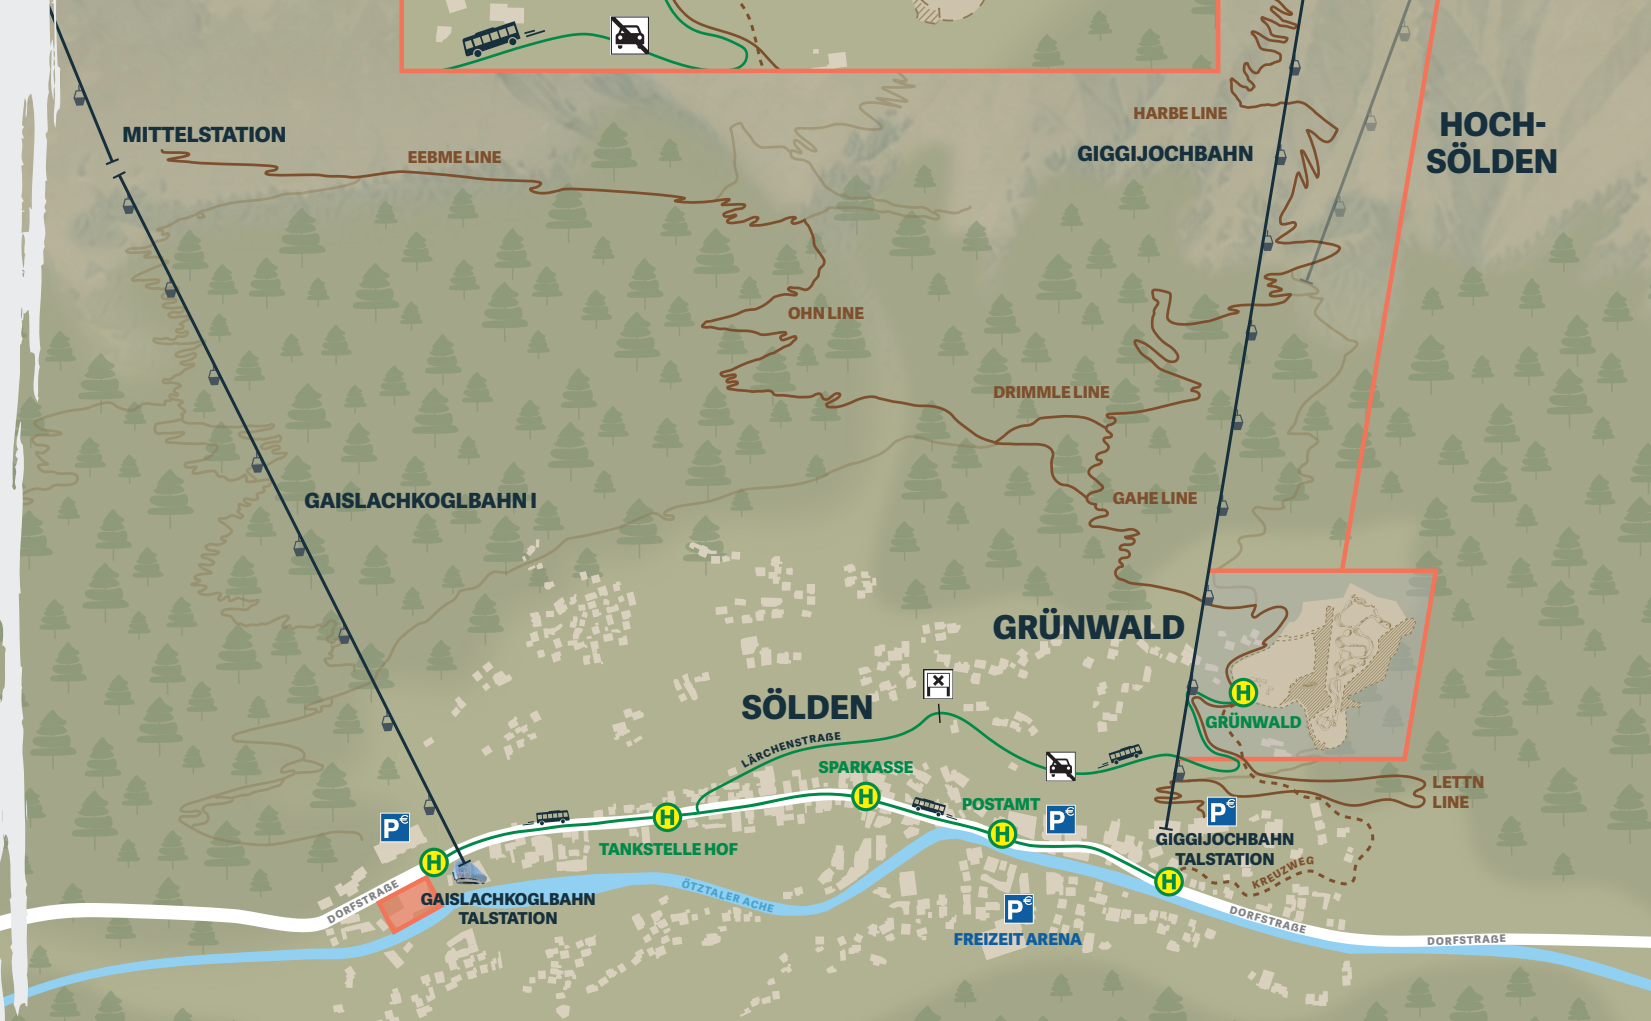 MITTELSTATION
EEBME LINE
HARBE LINE
GIGGIJOCHBAHN
HOCH-
SÖLDEN
OHN LINE
DRIMMLE LINE
GAISLACHKOGLBAHN I
GAHE LINE
GRÜNWALD
SÖLDEN
H
GRÜNWALD
LÄRCHENSTRAßE
SPARKASSE
H
POSTAMT
P€
P€
LETTN
LINE
P€
H
H
TANKSTELLE HOF
H
GIGGIJOCHBAHN
TALSTATION
KREUZWEG
H
DORFSTRAßE
GAISLACHKOGLBAHN
TALSTATION
ÖTZTALER ACHE
P€
FREIZEIT ARENA
DORFSTRAßE
DORFSTRAßE